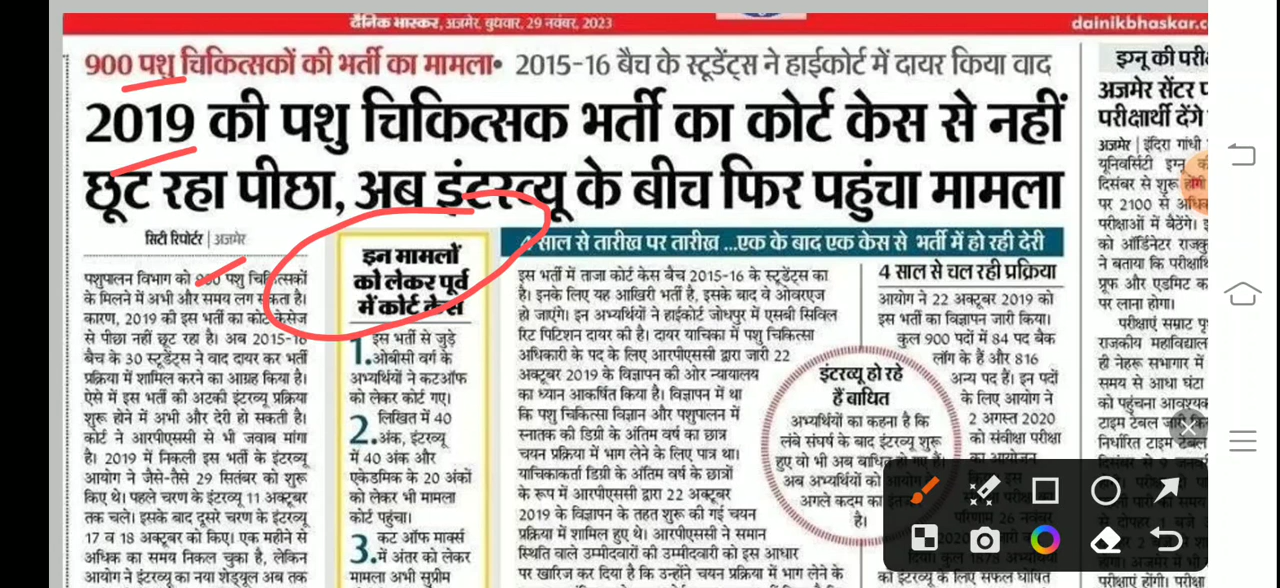 दैनिक भास्कर, अजमेर, बुधवार, 29 नवंबर, 2023
dainikbhaskar.c
900 पशु चिकित्सकों की भर्ती का मामला• 2015-16 बैच के स्टूडेंट्स ने हाईकोर्ट में दायर किया वाद
2019 की पशु चिकित्सक भर्ती का कोर्ट केस से नहीं
छूट रहा पीछा, अब इंटरव्यू के बीच फिर पहुंचा मामला
सिटी रिपोर्टर | अजमेर
पशुपालन विभाग को 900 पशु चिकित्सकों
के मिलने में अभी और समय लग सकता है।
कारण, 2019 की इस भर्ती का कोर्ट केसेज
से पीछा नहीं छूट रहा है। अब 2015-16
बैच के 30 स्टूडेंट्स ने वाद दायर कर भर्ती
प्रक्रिया में शामिल करने का आग्रह किया है।
ऐसे में इस भर्ती की अटकी इंटरव्यू प्रक्रिया
शुरू होने में अभी और देरी हो सकती है।
कोर्ट ने आरपीएससी से भी जवाब मांगा
है। 2019 में निकली इस भर्ती के इंटरव्यू
आयोग ने जैसे-तैसे 29 सितंबर को शुरू
किए थे। पहले चरण के इंटरव्यू 11 अक्टूबर
तक चले। इसके बाद दूसरे चरण के इंटरव्यू
17 व 18 अक्टूबर को किए। एक महीने से
अधिक का समय निकल चुका है, लेकिन
आयोग ने इंटरव्यू का नया शेड्यूल अब तक
इन मामलों
को लेकर पूर्व
में कोर्ट केस
1. इस भर्ती से जुड़े
ओबीसी वर्ग के
अभ्यर्थियों ने कटऑफ
को लेकर कोर्ट गए।
2. लिखित में 40
अंक, इंटरव्यू
में 40 अंक और
एकेडमिक के 20 अंकों
को लेकर भी मामला
कोर्ट पहुंचा।
3. कट ऑफ मार्क्स
में अंतर को लेकर
मामला अभी सुप्रीम
4 साल से तारीख पर तारीख ...एक के बाद एक केस से भर्ती में हो रही देरी
इस भर्ती में ताजा कोर्ट केस बैच 2015-16 के स्टूडेंट्स का
है। इनके लिए यह आखिरी भर्ती है, इसके बाद वे ओवरएज
हो जाएंगे। इन अभ्यर्थियों ने हाईकोर्ट जोधपुर में एसबी सिविल
रिट पिटिशन दायर की है। दायर याचिका में पशु चिकित्सा
अधिकारी के पद के लिए आरपीएससी द्वारा जारी 22
अक्टूबर 2019 के विज्ञापन की ओर न्यायालय
का ध्यान आकर्षित किया है। विज्ञापन में था
कि पशु चिकित्सा विज्ञान और पशुपालन में
स्नातक की डिग्री के अंतिम वर्ष का छात्र
चयन प्रक्रिया में भाग लेने के लिए पात्र था।
याचिकाकर्ता डिग्री के अंतिम वर्ष के छात्रों
के रूप में आरपीएससी द्वारा 22 अक्टूबर
2019 के विज्ञापन के तहत शुरू की गई चयन
प्रक्रिया में शामिल हुए थे। आरपीएससी ने समान
स्थिति वाले उम्मीदवारों की उम्मीदवारी को इस आधार
पर खारिज कर दिया है कि उन्होंने चयन प्रक्रिया में भाग लेने के
इंटरव्यू हो रहे
हैं बाधित
अभ्यर्थियों का कहना है कि
लंबे संघर्ष के बाद इंटरव्यू शुरू
हुए वो भी अब बाधित हो गए हैं।
अब अभ्यर्थियों को आयोग
अगले कदम का इंत
है।
4 साल से चल रही प्रक्रिया
आयोग ने 22 अक्टूबर 2019 को
इस भर्ती का विज्ञापन जारी किया।
कुल 900 पदों में 84 पद बैक
लॉग के हैं और 816
अन्य पद हैं। इन पदों
के लिए आयोग ने
2 अगस्त 2020
को संवीक्षा परीक्षा
का आयोजन
परिणाम 26 नवंबर
को इंटरव्यू के लिए सफल घोषित
इग्नू की परी
अजमेर सेंटर प
परीक्षार्थी देंगे
अजमेर | इंदिरा गांधी
यूनिवर्सिटी इग्नू की
दिसंबर से शुरू होंगी
पर 2100 से अधि
परीक्षाओं में बैठेंगे।
को ऑर्डिनेटर राजकु
ने बताया कि परीक्षार्थि
प्रूफ और एडमिट क
पर लाना होगा।
परीक्षाएं सम्राट पृ
राजकीय महाविद्याल
ही नेहरू सभागार में
समय से आधा घंटा
को पहुंचना आवश्यक
टाइम टेबल जारी कि
निर्धारित टाइम टेबल
परीक्षा होगी। परीक्षा